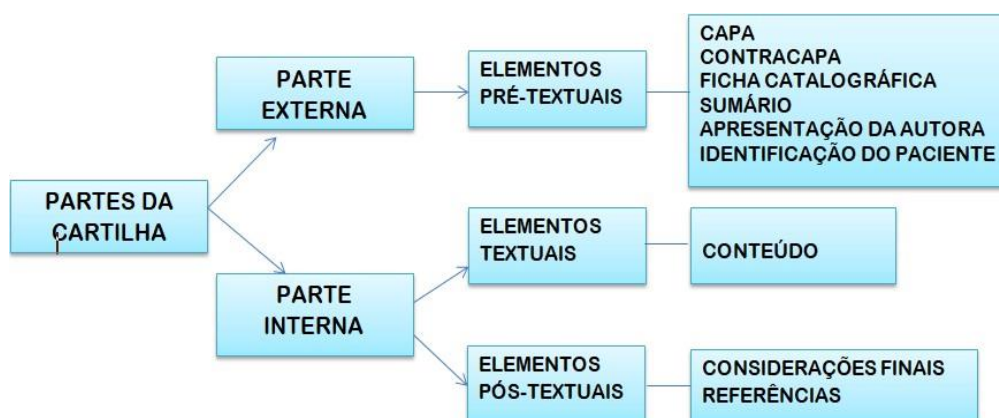 PARTES DA
CARTILHA
PARTE
EXTERNA
ELEMENTOS
PRÉ-TEXTUAIS
CAPA
CONTRACAPA
FICHA CATALOGRÁFICA
SUMÁRIO
APRESENTAÇÃO DA AUTORA
IDENTIFICAÇÃO DO PACIENTE
PARTE
INTERNA
ELEMENTOS
TEXTUAIS
CONTEÚDO
ELEMENTOS
PÓS-TEXTUAIS
CONSIDERAÇÕES FINAIS
REFERÊNCIAS